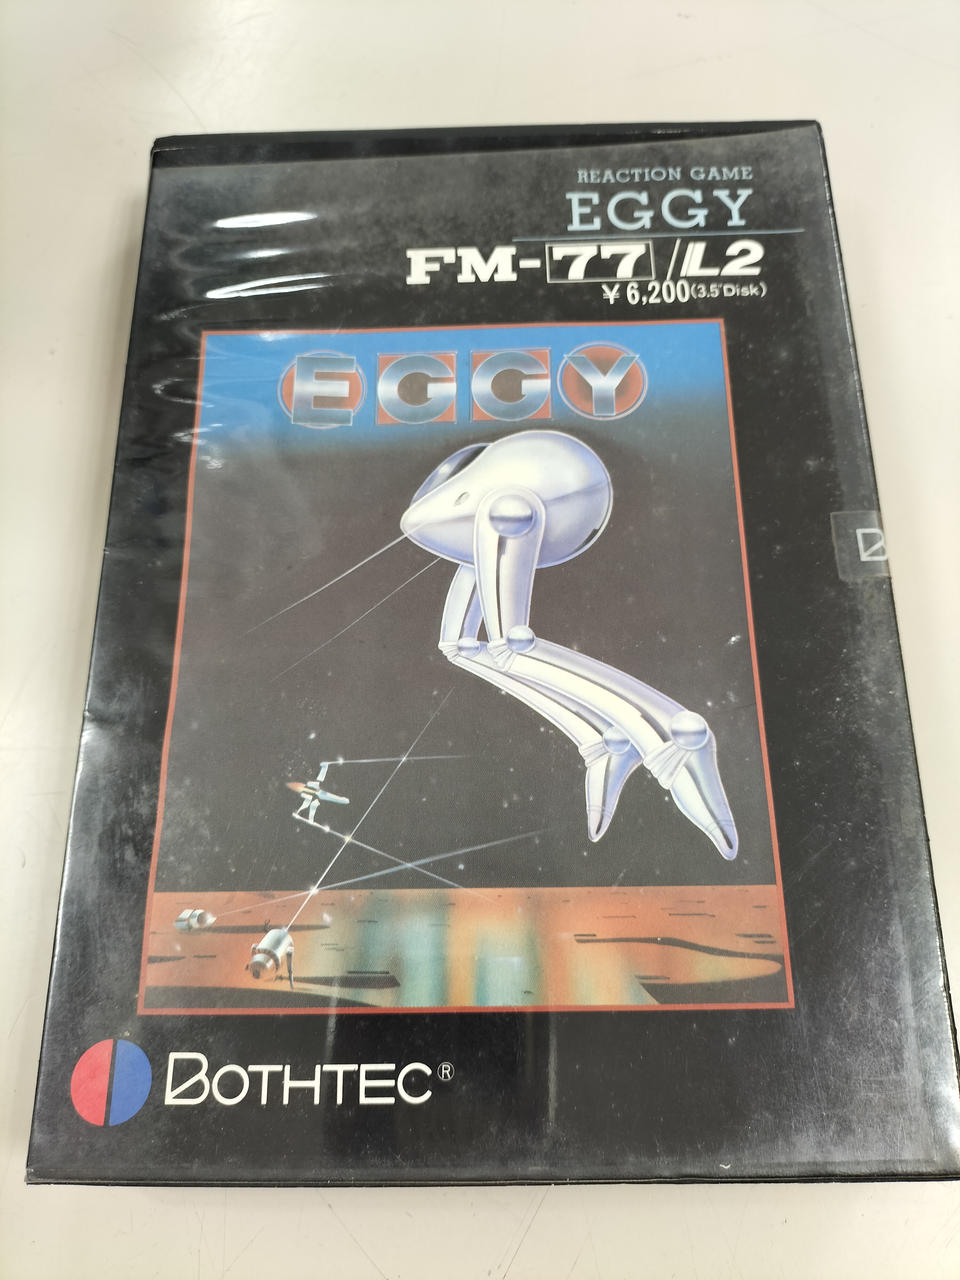 REACTION GAME
EGGY
FM-77/L2
¥6,200(3.5"Disk)
EGGY
B
BOTHTEC®